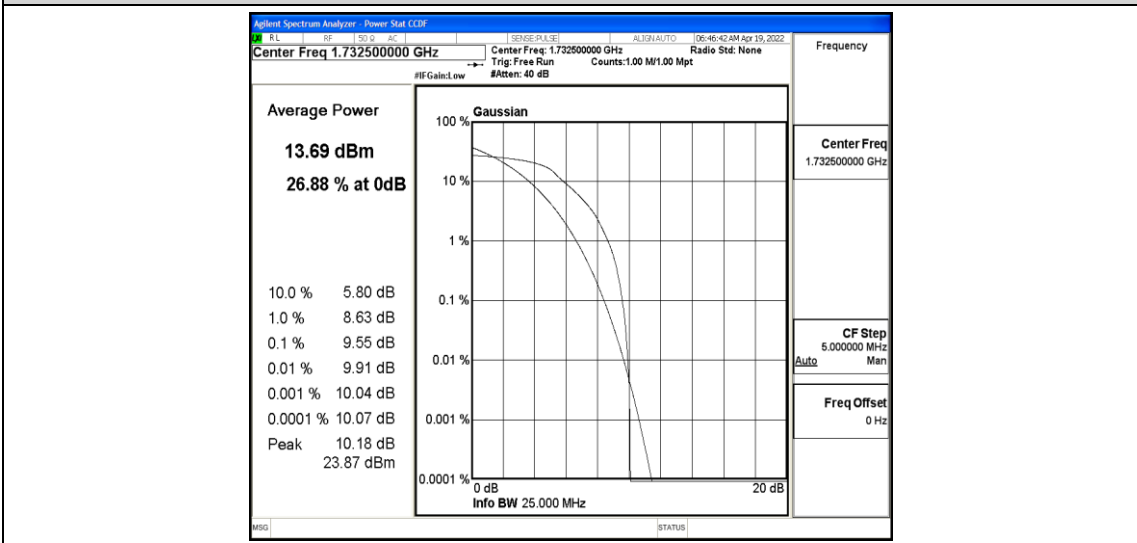 Agilent Spectrum Analyzer - Power Stat CCDF
LXI RL RF 50 Ω AC SENSE:PULSE ALIGN AUTO 06:46:42 AM Apr 19, 2022
Center Freq 1.732500000 GHz
Center Freq: 1.732500000 GHz Radio Std: None
Trig: Free Run Counts:1.00 M/1.00 Mpt
#IFGain:Low #Atten: 40 dB
Frequency
Average Power
13.69 dBm
26.88 % at 0dB
10.0 % 5.80 dB
1.0 % 8.63 dB
0.1 % 9.55 dB
0.01 % 9.91 dB
0.001 % 10.04 dB
0.0001 % 10.07 dB
Peak 10.18 dB
23.87 dBm
Gaussian
100 %
10 %
1 %
0.1 %
0.01 %
0.001 %
0.0001 %
0 dB 20 dB
Info BW 25.000 MHz
Center Freq
1.732500000 GHz
CF Step
5.000000 MHz
Auto Man
Freq Offset
0 Hz
MSG STATUS